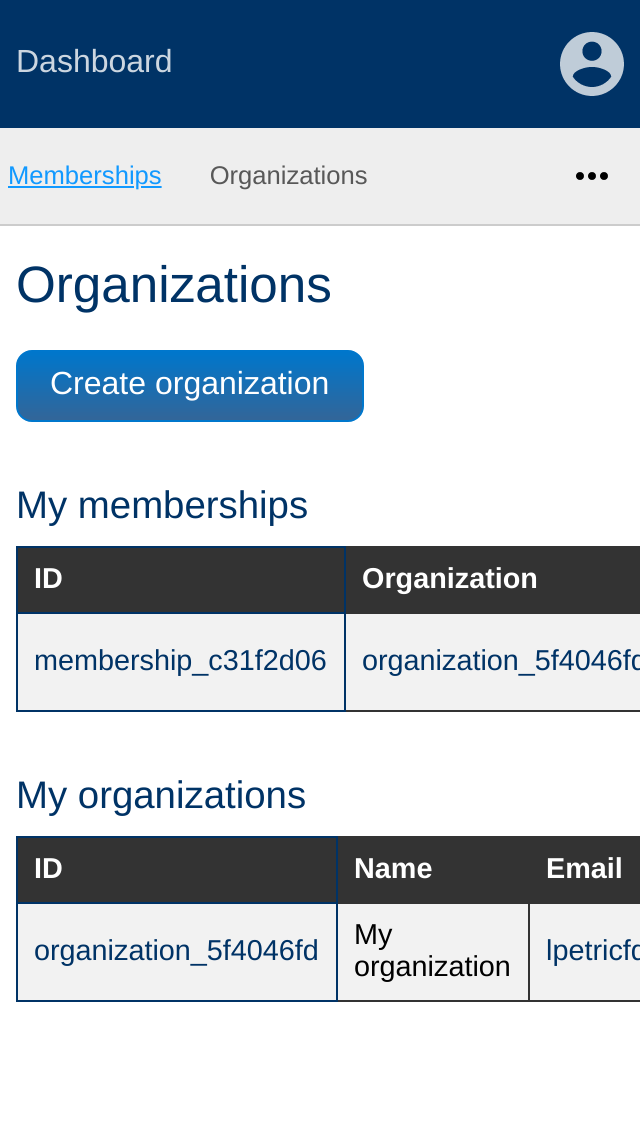 Dashboard
Memberships Organizations
Organizations
Create organization
My memberships
ID Organization
membership_c31f2d06 organization_5f4046fd
My organizations
ID Name Email
organization_5f4046fd My organization